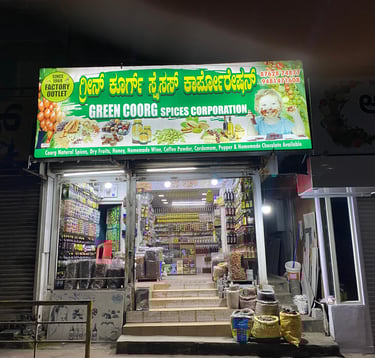 SINCE 1969
FACTORY OUTLET
ಗ್ರೀನ್ ಕೂರ್ಗ್ ಸ್ಪೈಸಸ್ ಕಾರ್ಪೋರೇಷನ್
GREEN COORG SPICES CORPORATION
Coorg Natural Spices, Dry Fruits, Honey, Homemade Wine, Coffee Powder, Cardamom, Pepper & Homemade Chocolate Available